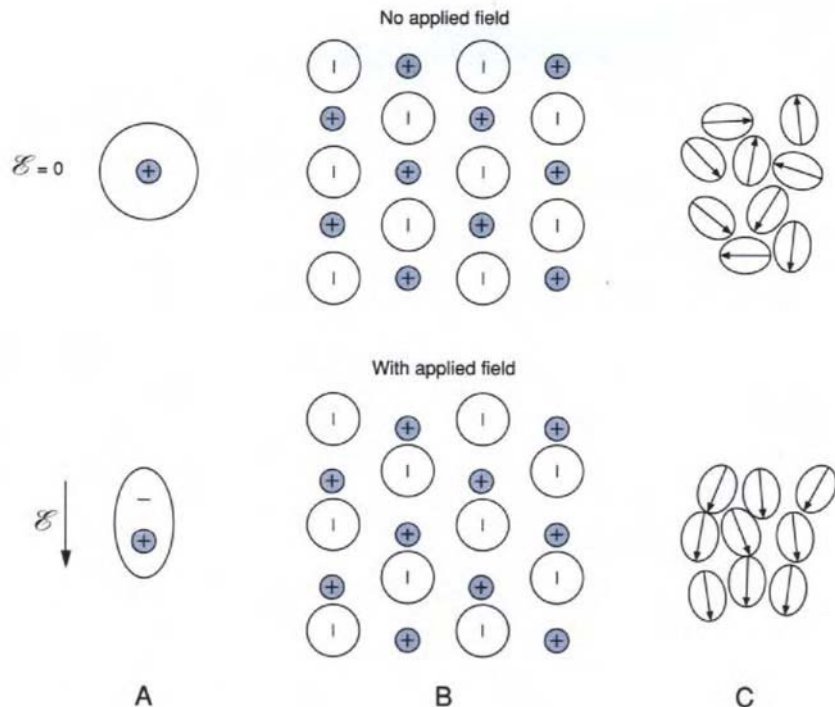 No applied field
ℰ = 0
+
− + − +
+ − + −
− + − +
+ − + −
− + − +
With applied field
ℰ
−
+
− + − +
+ − + −
− + − +
+ − + −
− + − +
A B C